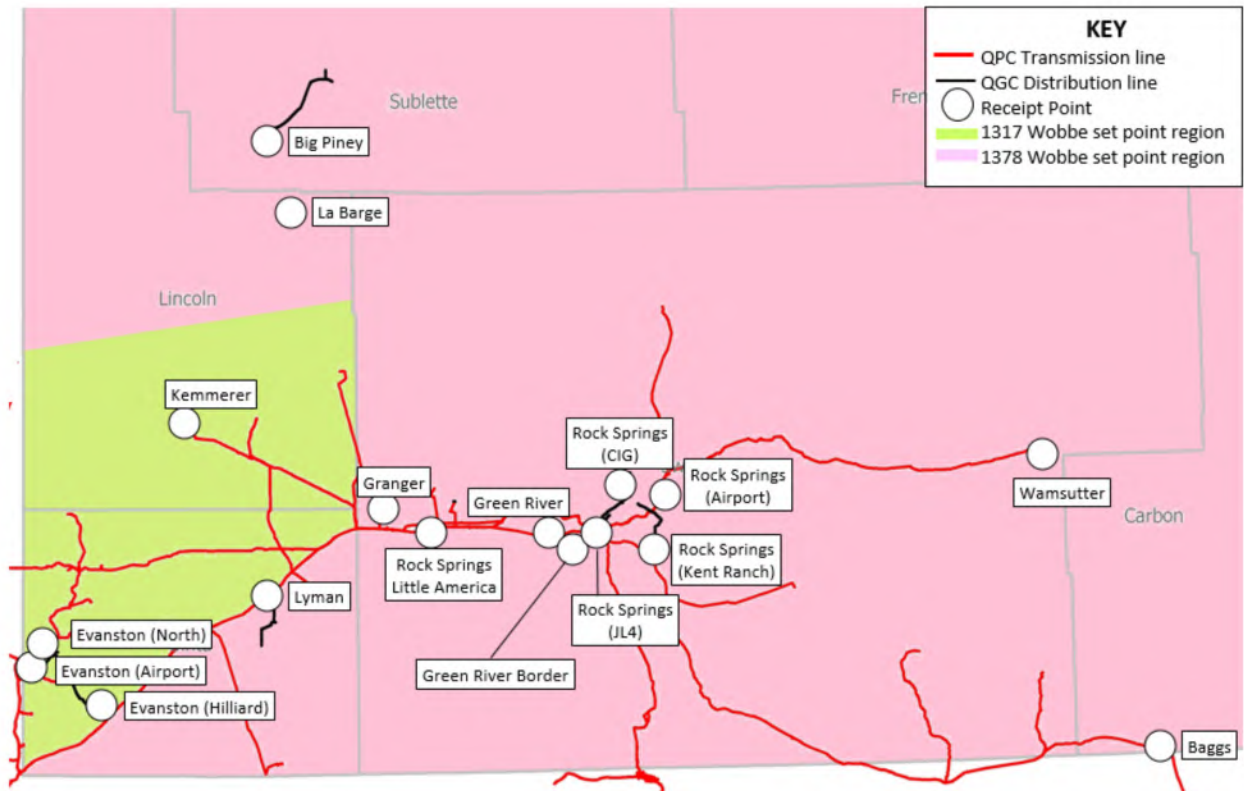 KEY
QPC Transmission line
QGC Distribution line
Receipt Point
1317 Wobbe set point region
1378 Wobbe set point region
Sublette
Big Piney
La Barge
Lincoln
Kemmerer
Rock Springs
(CIG)
Granger
Green River
Rock Springs
(Airport)
Wamsutter
Carbon
Rock Springs
Little America
Rock Springs
(Kent Ranch)
Lyman
Rock Springs
(JL4)
Evanston (North)
Evanston (Airport)
Green River Border
Evanston (Hilliard)
Baggs